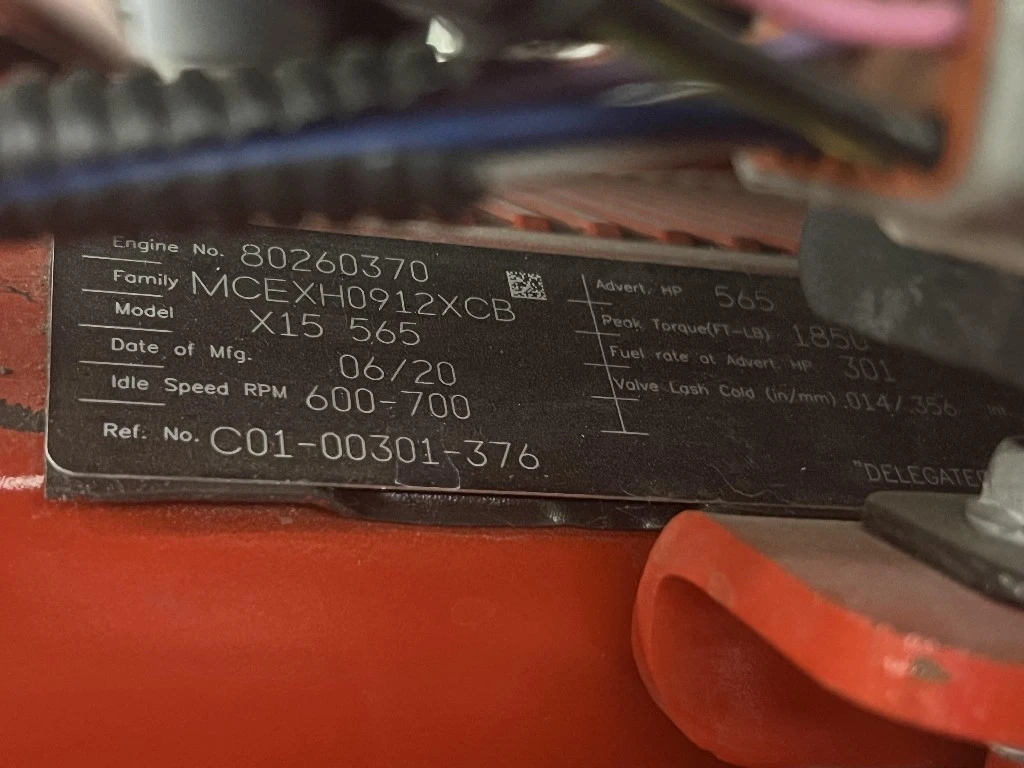 Engine No. 80260370
Family MCEXH0912XCB
Model X15 565
Date of Mfg. 06/20
Idle Speed RPM 600-700
Ref. No. C01-00301-376
Advert. HP 565
Peak Torque(FT-LB) 1850
Fuel rate at Advert. HP 301
Valve Lash Cold (in/mm) .014/.356 Int.
"DELEGATED